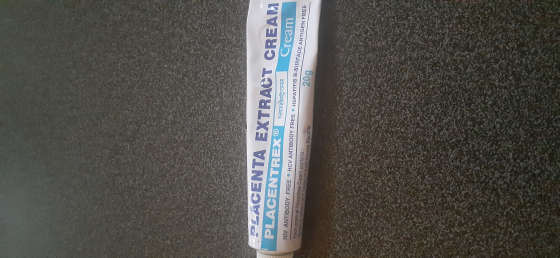 PLACENTA EXTRACT CREAM
PLACENTREX® Cream
20g
HIV ANTIBODY FREE * HCV ANTIBODY FREE * HEPATITIS B-SURFACE ANTIGEN FREE